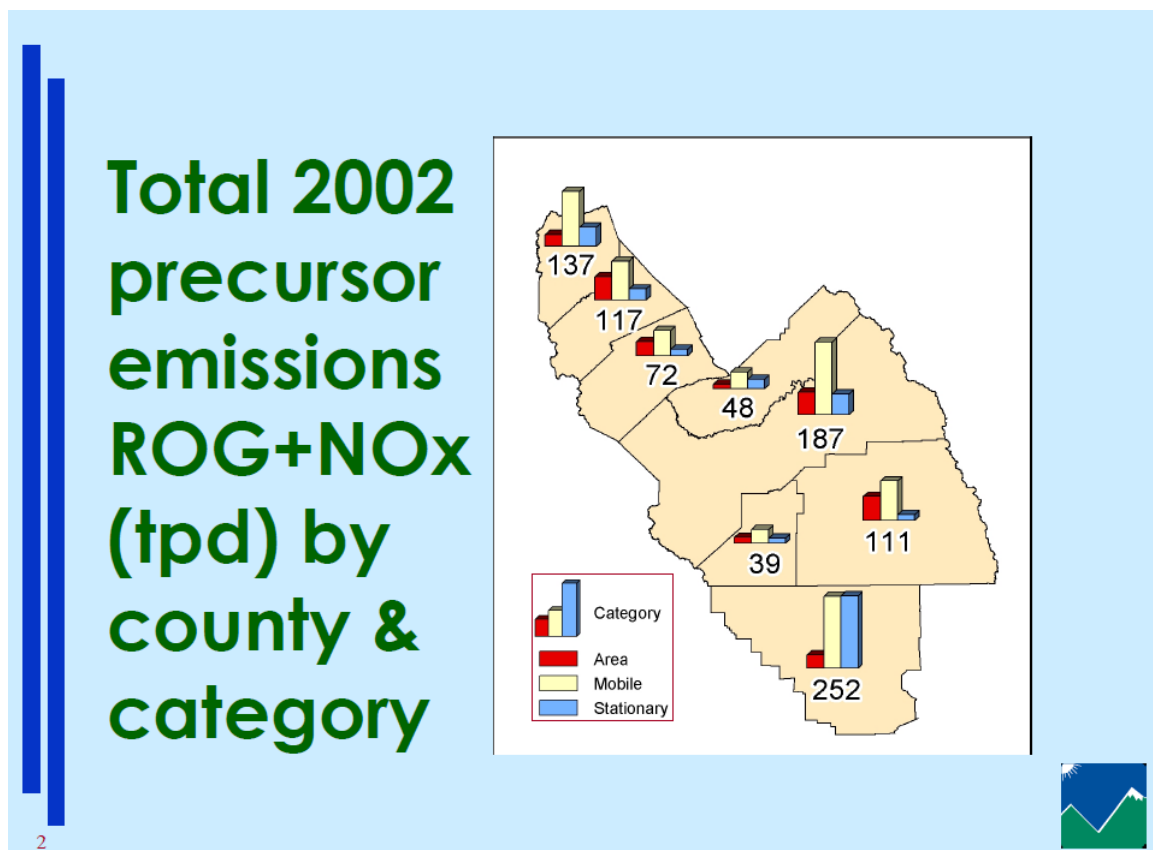 Total 2002
precursor
emissions
ROG+NOx
(tpd) by
county &
category
137
117
72
48
187
111
39
252
Category
Area
Mobile
Stationary
2